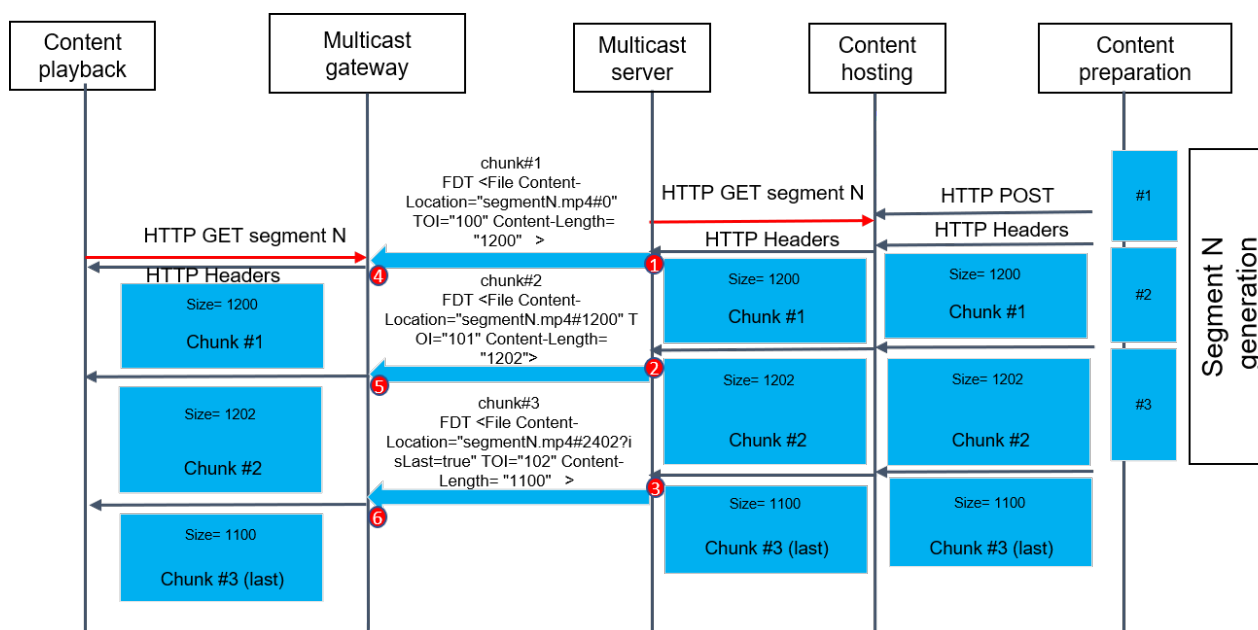 Content
playback
Multicast
gateway
Multicast
server
Content
hosting
Content
preparation
chunk#1
FDT <File Content-
Location="segmentN.mp4#0"
TOI="100" Content-Length=
"1200"   >
HTTP GET segment N
HTTP POST
#1
HTTP GET segment N
HTTP Headers
HTTP Headers
HTTP Headers
4
1
chunk#2
FDT <File Content-
Location="segmentN.mp4#1200" T
OI="101" Content-Length=
"1202">
Size= 1200
Chunk #1
Size= 1200
Chunk #1
Size= 1200
Chunk #1
#2
Segment N
generation
5
2
chunk#3
FDT <File Content-
Location="segmentN.mp4#2402?i
sLast=true" TOI="102" Content-
Length= "1100"   >
Size= 1202
Chunk #2
Size= 1202
Chunk #2
Size= 1202
Chunk #2
#3
6
3
Size= 1100
Chunk #3 (last)
Size= 1100
Chunk #3 (last)
Size= 1100
Chunk #3 (last)